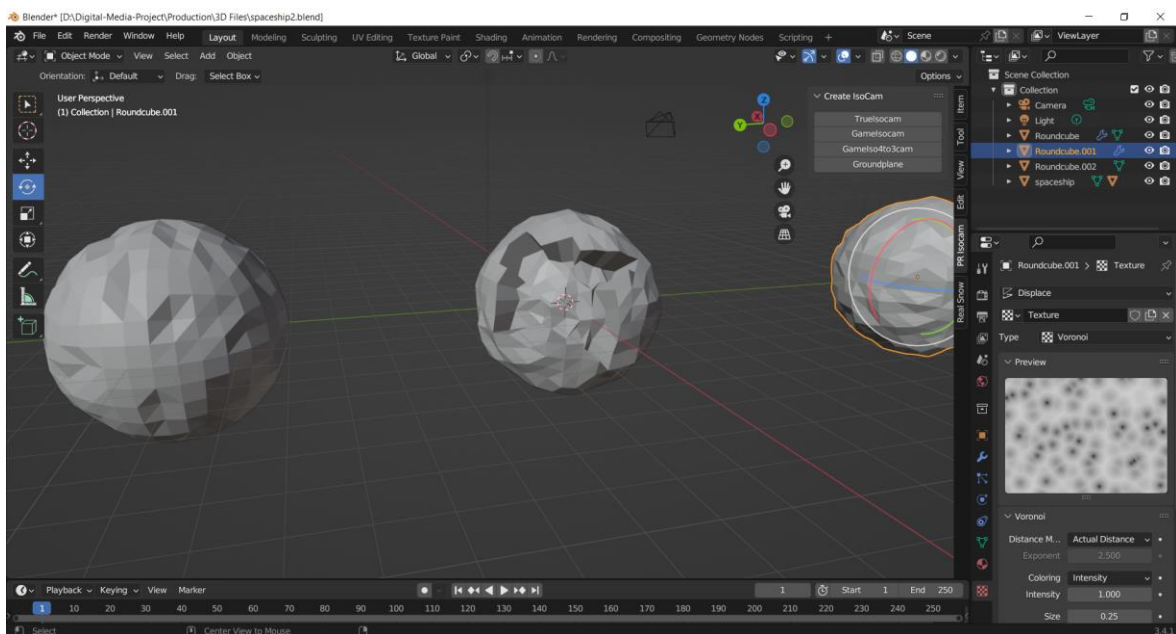 Blender* [D:\Digital-Media-Project\Production\3D Files\spaceship2.blend]
File Edit Render Window Help Layout Modeling Sculpting UV Editing Texture Paint Shading Animation Rendering Compositing Geometry Nodes Scripting + Scene ViewLayer
Object Mode View Select Add Object Global
Orientation: Default Drag: Select Box Options
User Perspective
(1) Collection | Roundcube.001
Create IsoCam
TrueIsocam
GameIsocam
GameIso4to3cam
Groundplane
Item
Tool
View
Edit
PR Isocam
Real Snow
Scene Collection
Collection
Camera
Light
Roundcube
Roundcube.001
Roundcube.002
spaceship
Roundcube.001 > Texture
Displace
Texture
Type Voronoi
Preview
Voronoi
Distance M... Actual Distance
Exponent 2.500
Coloring Intensity
Intensity 1.000
Size 0.25
Playback Keying View Marker 1 Start 1 End 250
1 10 20 30 40 50 60 70 80 90 100 110 120 130 140 150 160 170 180 190 200 210 220 230 240 250
Select Center View to Mouse 3.4.1